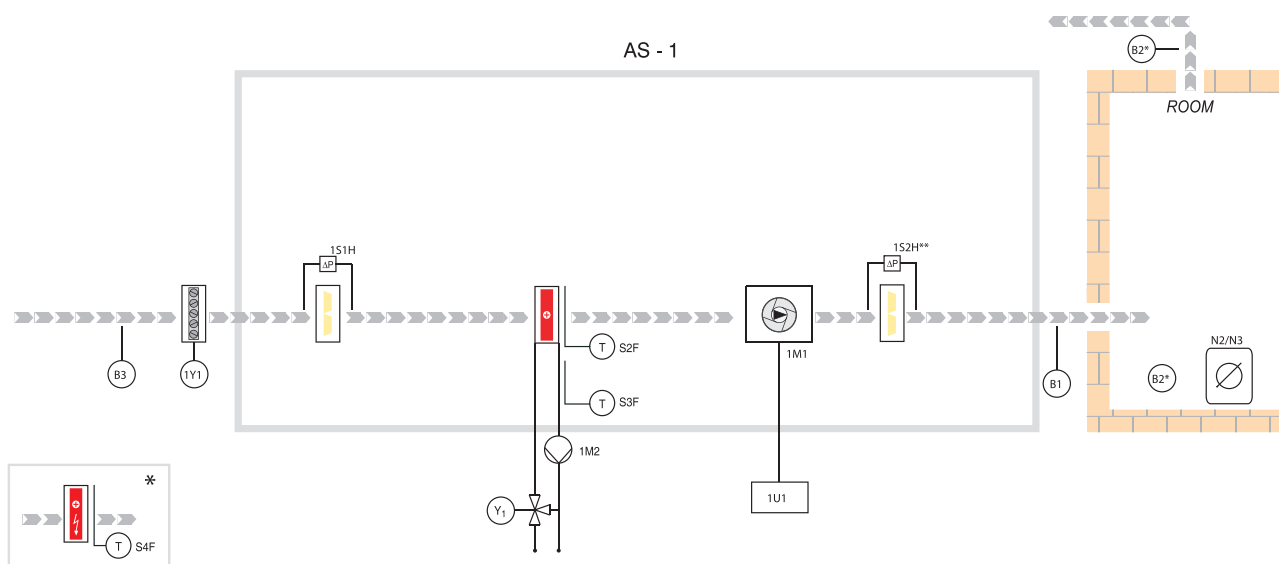 AS - 1
B2*
ROOM
1S1H
ΔP
1S2H**
ΔP
B3
1Y1
T S2F
T S3F
1M1
B1
B2*
N2/N3
1M2
Y1
1U1
*
T S4F